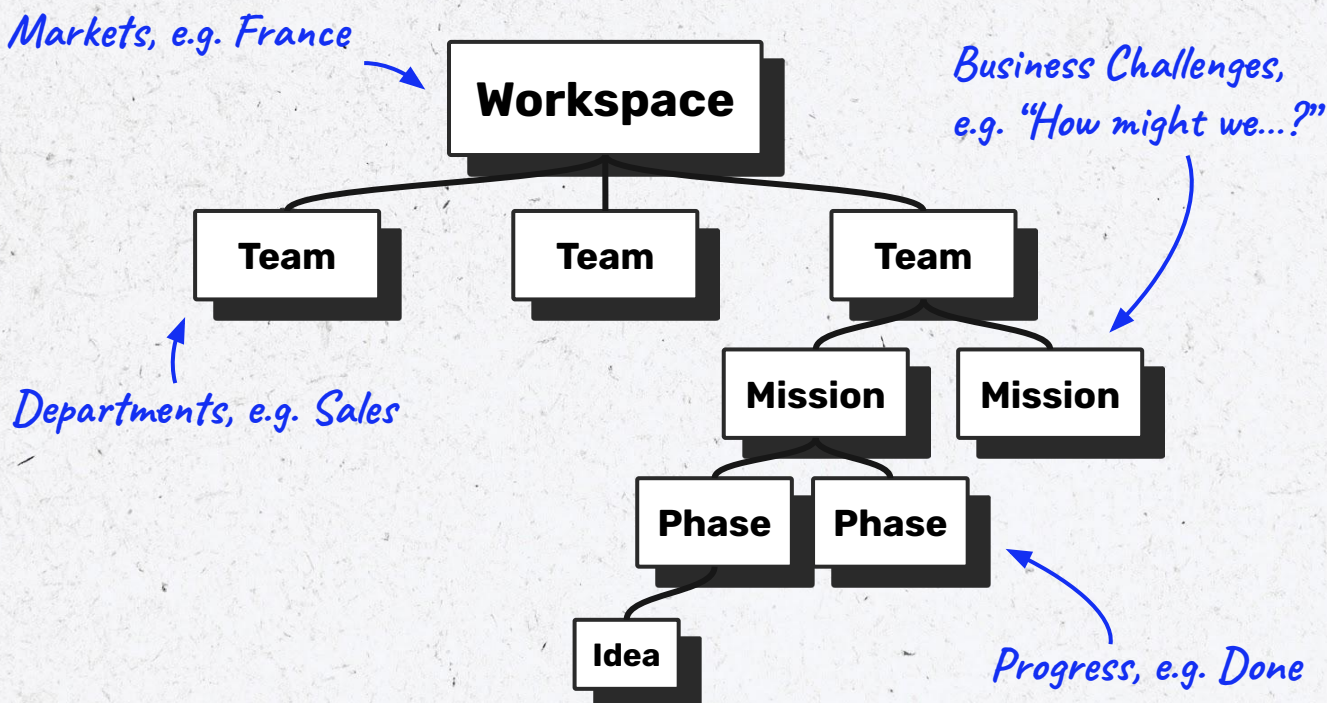 Markets, e.g. France
Business Challenges,
e.g. “How might we...?”
Workspace
Team
Team
Team
Departments, e.g. Sales
Mission
Mission
Phase
Phase
Idea
Progress, e.g. Done